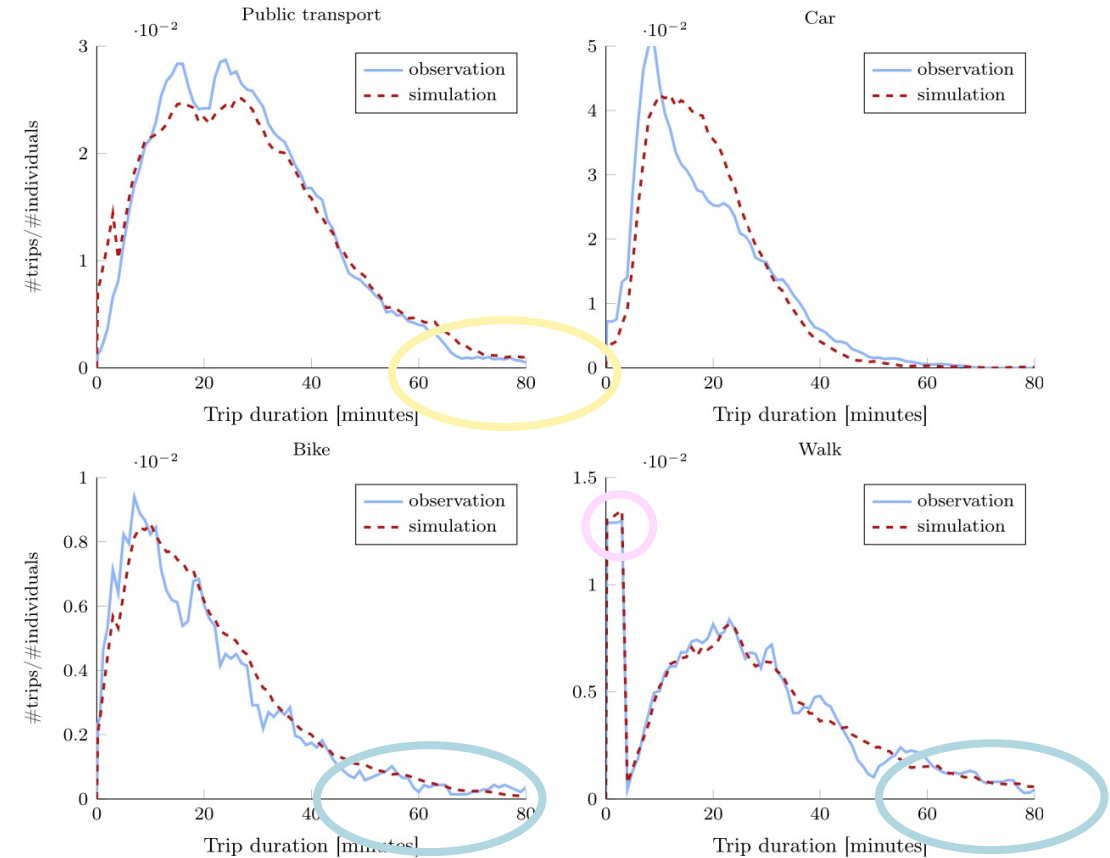 Public transport
·10⁻²
3
2
1
0
0 20 40 60 80
#trips/#individuals
Trip duration [minutes]
observation
simulation
Car
·10⁻²
5
4
3
2
1
0
0 20 40 60 80
Trip duration [minutes]
observation
simulation
Bike
·10⁻²
1
0.8
0.6
0.4
0.2
0
0 20 40 60 80
#trips/#individuals
Trip duration [minutes]
observation
simulation
Walk
·10⁻²
1.5
1
0.5
0
0 20 40 60 80
Trip duration [minutes]
observation
simulation